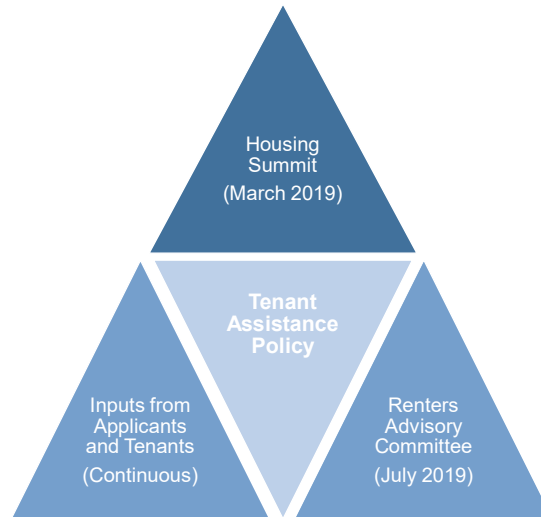 Housing
Summit
(March 2019)
Tenant
Assistance
Policy
Inputs from
Applicants
and Tenants
(Continuous)
Renters
Advisory
Committee
(July 2019)